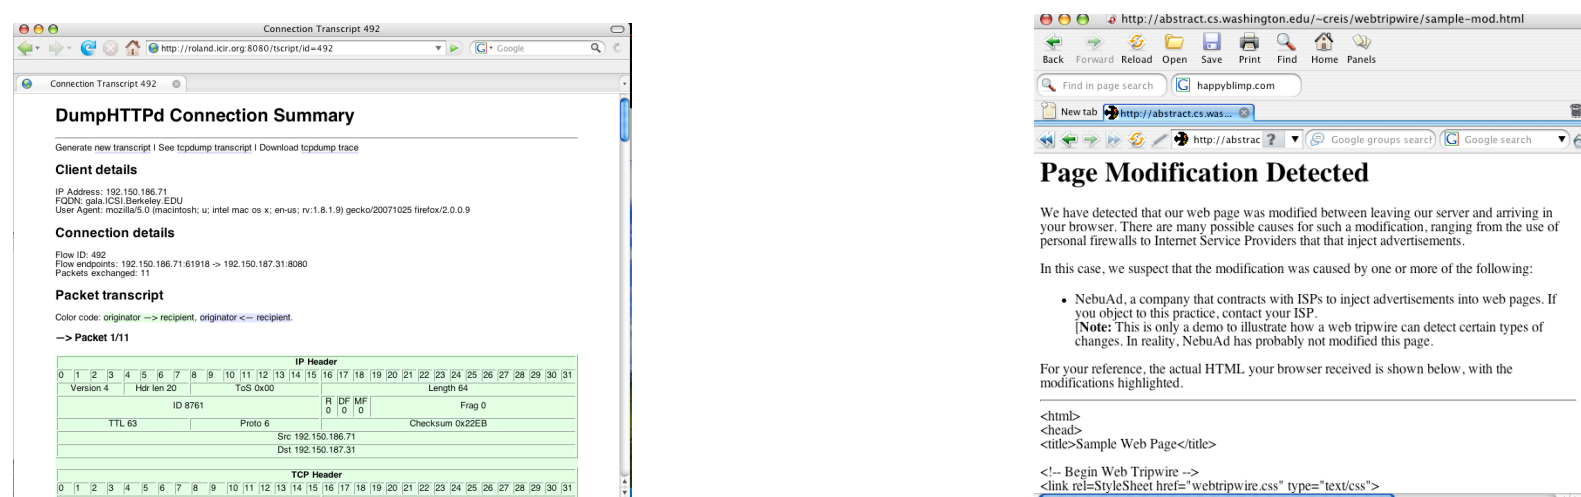 Connection Transcript 492
http://roland.icir.org:8080/tscript/id=492
Google
Connection Transcript 492
DumpHTTPd Connection Summary
Generate new transcript | See tcpdump transcript | Download tcpdump trace
Client details
IP Address: 192.150.186.71
FQDN: gala.ICSI.Berkeley.EDU
User Agent: mozilla/5.0 (macintosh; u; intel mac os x; en-us; rv:1.8.1.9) gecko/20071025 firefox/2.0.0.9
Connection details
Flow ID: 492
Flow endpoints: 192.150.186.71:61918 -> 192.150.187.31:8080
Packets exchanged: 11
Packet transcript
Color code: originator —> recipient, originator <— recipient.
—> Packet 1/11
IP Header
0 1 2 3 4 5 6 7 8 9 10 11 12 13 14 15 16 17 18 19 20 21 22 23 24 25 26 27 28 29 30 31
Version 4 Hdr len 20 ToS 0x00 Length 64
ID 8761 R 0 DF 0 MF 0 Frag 0
TTL 63 Proto 6 Checksum 0x22EB
Src 192.150.186.71
Dst 192.150.187.31
TCP Header
0 1 2 3 4 5 6 7 8 9 10 11 12 13 14 15 16 17 18 19 20 21 22 23 24 25 26 27 28 29 30 31
http://abstract.cs.washington.edu/~creis/webtripwire/sample-mod.html
Back Forward Reload Open Save Print Find Home Panels
Find in page search G happyblimp.com
New tab http://abstract.cs.was...
http://abstrac ? Google groups search G Google search
Page Modification Detected
We have detected that our web page was modified between leaving our server and arriving in
your browser. There are many possible causes for such a modification, ranging from the use of
personal firewalls to Internet Service Providers that that inject advertisements.
In this case, we suspect that the modification was caused by one or more of the following:
• NebuAd, a company that contracts with ISPs to inject advertisements into web pages. If
you object to this practice, contact your ISP.
[Note: This is only a demo to illustrate how a web tripwire can detect certain types of
changes. In reality, NebuAd has probably not modified this page.
For your reference, the actual HTML your browser received is shown below, with the
modifications highlighted.
<html>
<head>
<title>Sample Web Page</title>
<!-- Begin Web Tripwire -->
<link rel=StyleSheet href="webtripwire.css" type="text/css">